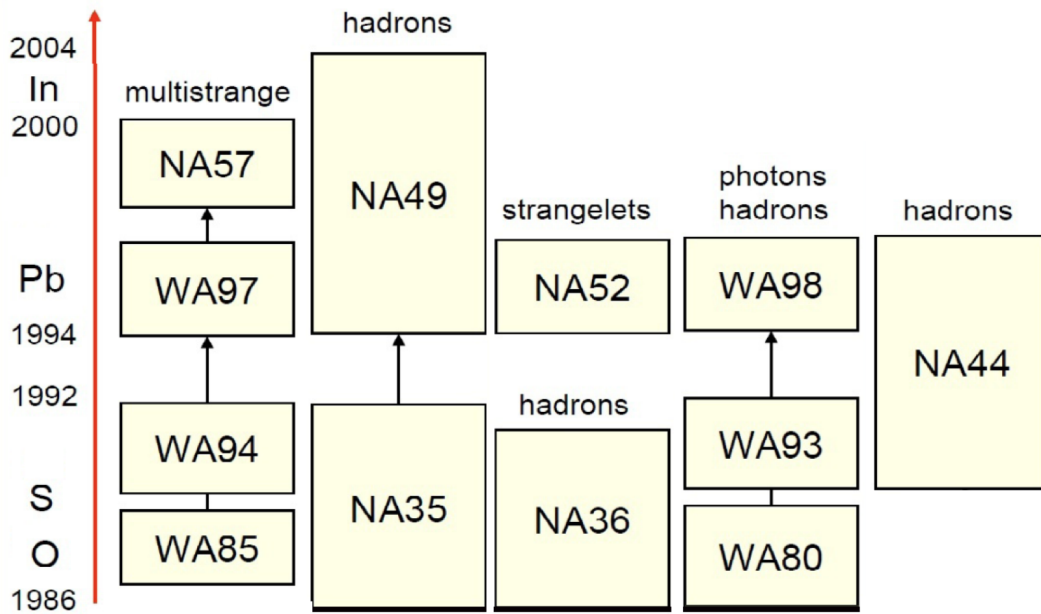 hadrons
2004
In
multistrange
2000
NA57
NA49
photons
strangelets
hadrons
hadrons
Pb
WA97
NA52
WA98
1994
NA44
1992
hadrons
WA94
WA93
S
NA35
NA36
O
WA85
WA80
1986